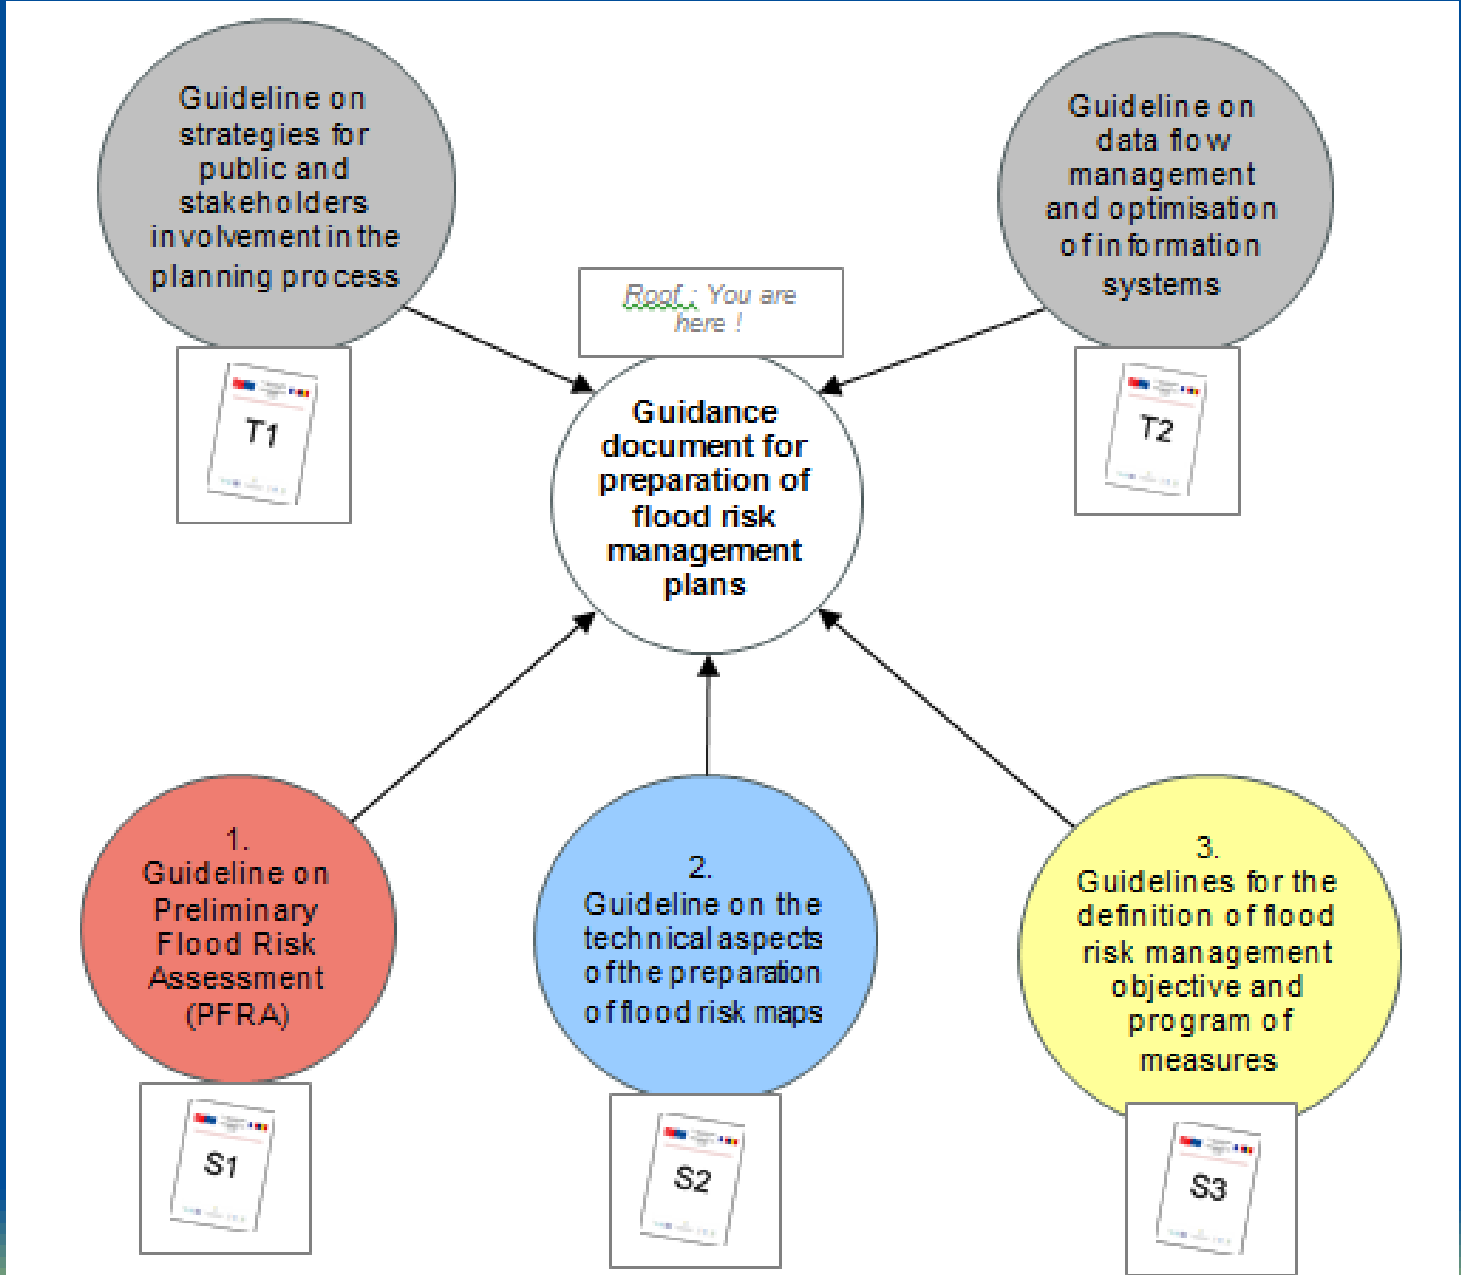 Guideline on
strategies for
public and
stakeholders
involvement in the
planning process
T1
Guideline on
data flow
management
and optimisation
of information
systems
T2
Roof : You are
here !
Guidance
document for
preparation of
flood risk
management
plans
1.
Guideline on
Preliminary
Flood Risk
Assessment
(PFRA)
S1
2.
Guideline on the
technical aspects
of the preparation
of flood risk maps
S2
3.
Guidelines for the
definition of flood
risk management
objective and
program of
measures
S3